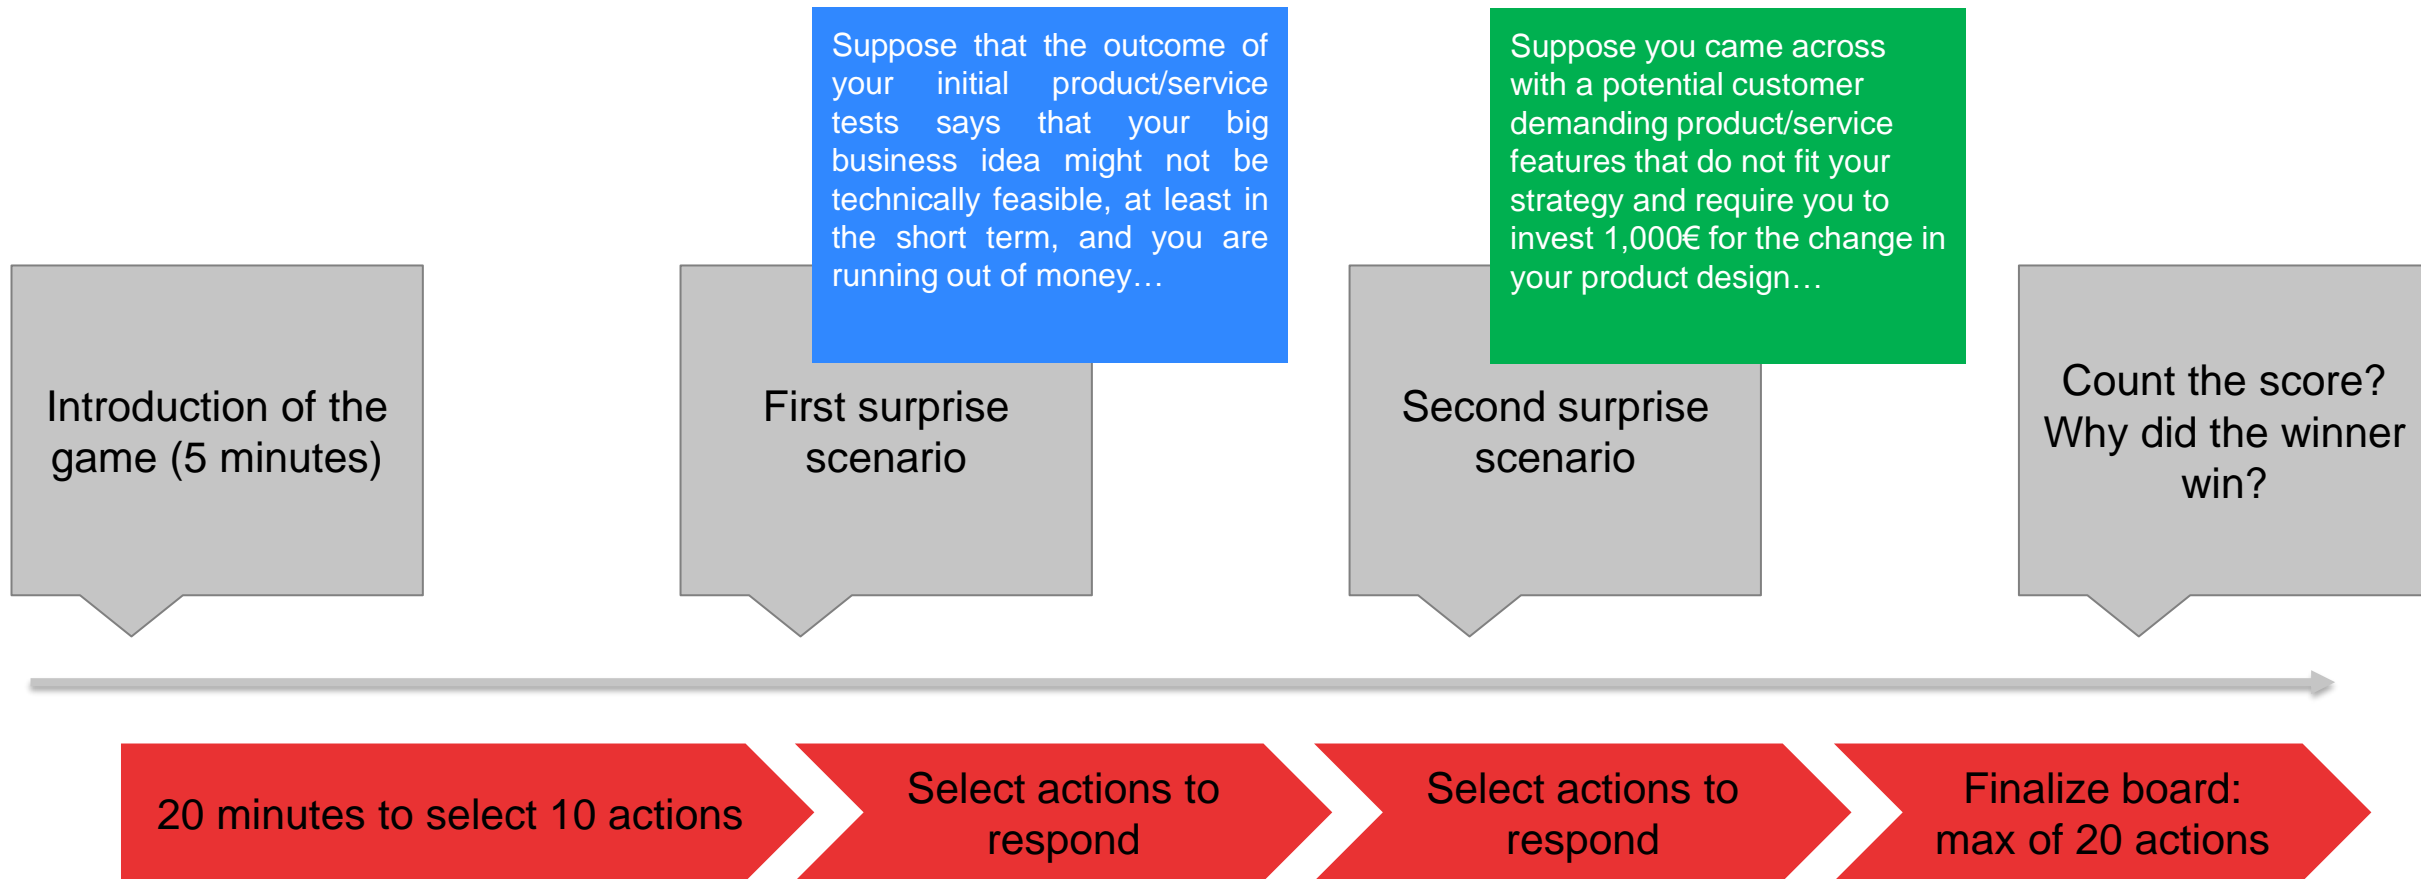 Suppose that the outcome of
your initial product/service
tests says that your big
business idea might not be
technically feasible, at least in
the short term, and you are
running out of money…
Suppose you came across
with a potential customer
demanding product/service
features that do not fit your
strategy and require you to
invest 1,000€ for the change in
your product design…
Introduction of the
game (5 minutes)
First surprise
scenario
Second surprise
scenario
Count the score?
Why did the winner
win?
20 minutes to select 10 actions
Select actions to
respond
Select actions to
respond
Finalize board:
max of 20 actions